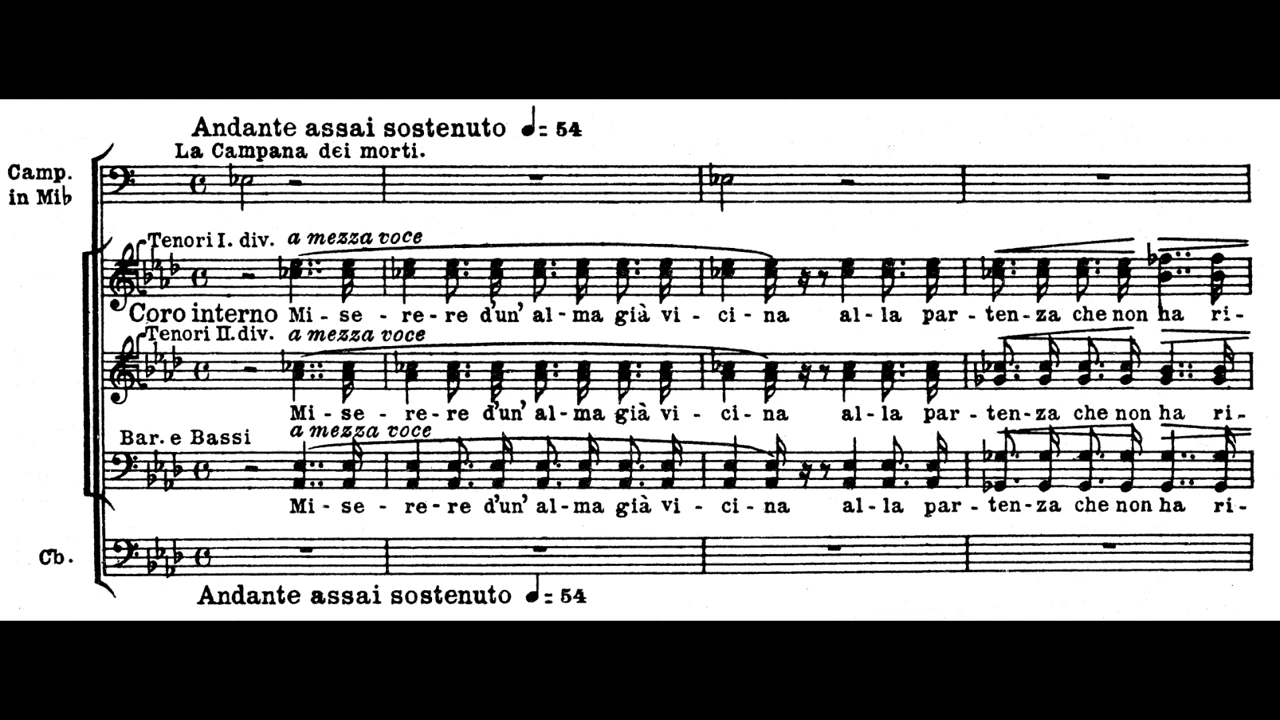 Andante assai sostenuto ♩= 54
La Campana dei morti.
Camp.
in Mi♭
Tenori I. div. a mezza voce
Coro interno Mi - se - re - re d'un' al - ma già vi - ci - na al - la par - ten - za che non ha ri -
Tenori II. div. a mezza voce
Mi - se - re - re d'un' al - ma già vi - ci - na al - la par - ten - za che non ha ri -
a mezza voce
Bar. e Bassi
Mi - se - re - re d'un' al - ma già vi - ci - na al - la par - ten - za che non ha ri -
Cb.
Andante assai sostenuto ♩= 54